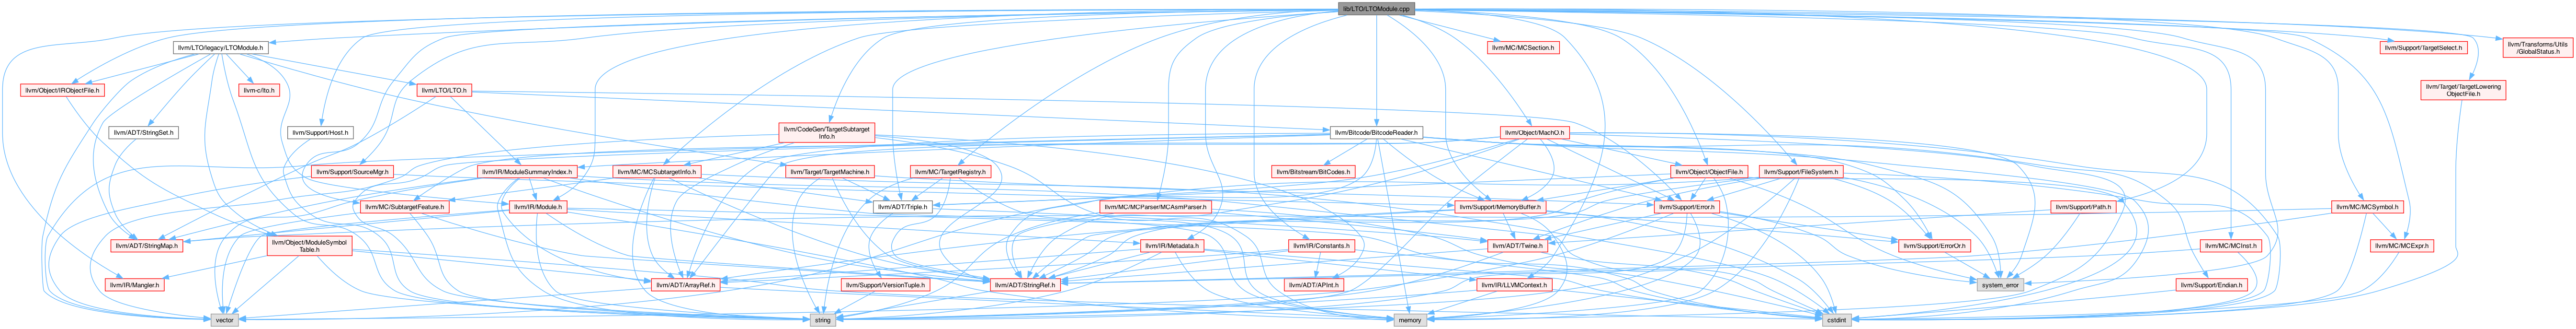 lib/LTO/LTOModule.cpp
llvm/LTO/legacy/LTOModule.h
llvm/MC/MCSection.h
llvm/Support/TargetSelect.h
llvm/Transforms/Utils
/GlobalStatus.h
llvm/Object/IRObjectFile.h
llvm-c/lto.h
llvm/LTO/LTO.h
llvm/Target/TargetLowering
ObjectFile.h
llvm/ADT/StringSet.h
llvm/Support/Host.h
llvm/CodeGen/TargetSubtarget
Info.h
llvm/Bitcode/BitcodeReader.h
llvm/Object/MachO.h
llvm/Support/SourceMgr.h
llvm/IR/ModuleSummaryIndex.h
llvm/MC/MCSubtargetInfo.h
llvm/Target/TargetMachine.h
llvm/MC/TargetRegistry.h
llvm/Bitstream/BitCodes.h
llvm/Object/ObjectFile.h
llvm/Support/FileSystem.h
llvm/MC/SubtargetFeature.h
llvm/IR/Module.h
llvm/ADT/Triple.h
llvm/MC/MCParser/MCAsmParser.h
llvm/Support/MemoryBuffer.h
llvm/Support/Error.h
llvm/Support/Path.h
llvm/MC/MCSymbol.h
llvm/ADT/StringMap.h
llvm/Object/ModuleSymbol
Table.h
llvm/IR/Metadata.h
llvm/IR/Constants.h
llvm/ADT/Twine.h
llvm/Support/ErrorOr.h
llvm/MC/MCInst.h
llvm/MC/MCExpr.h
llvm/IR/Mangler.h
llvm/ADT/ArrayRef.h
llvm/Support/VersionTuple.h
llvm/ADT/StringRef.h
llvm/ADT/APInt.h
llvm/IR/LLVMContext.h
system_error
llvm/Support/Endian.h
vector
string
memory
cstdint